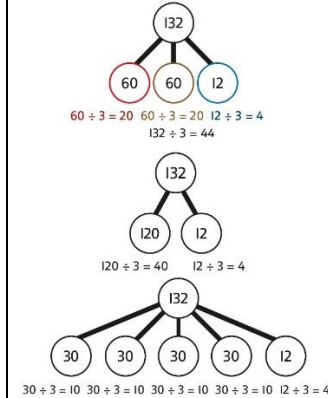 132
60 60 12
60 ÷ 3 = 20 60 ÷ 3 = 20 12 ÷ 3 = 4
132 ÷ 3 = 44
132
120 12
120 ÷ 3 = 40 12 ÷ 3 = 4
132
30 30 30 30 12
30 ÷ 3 = 10 30 ÷ 3 = 10 30 ÷ 3 = 10 30 ÷ 3 = 10 12 ÷ 3 = 4